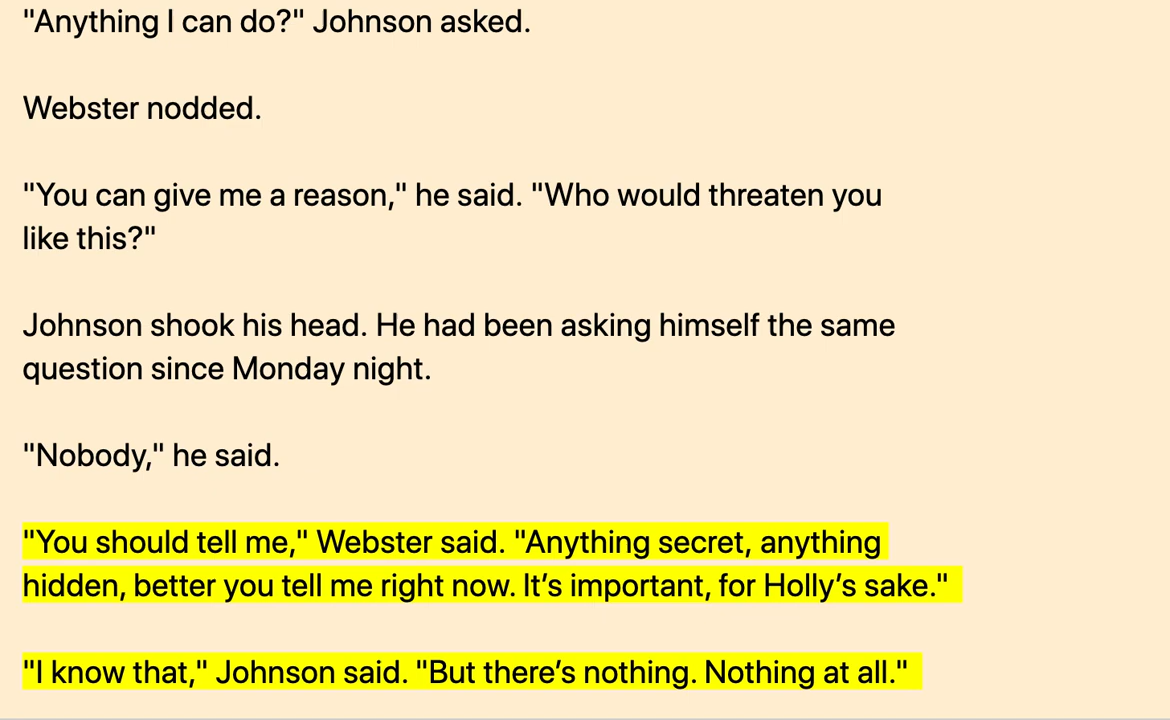 "Anything I can do?" Johnson asked.
Webster nodded.
"You can give me a reason," he said. "Who would threaten you
like this?"
Johnson shook his head. He had been asking himself the same
question since Monday night.
"Nobody," he said.
"You should tell me," Webster said. "Anything secret, anything
hidden, better you tell me right now. It’s important, for Holly’s sake."
"I know that," Johnson said. "But there’s nothing. Nothing at all."